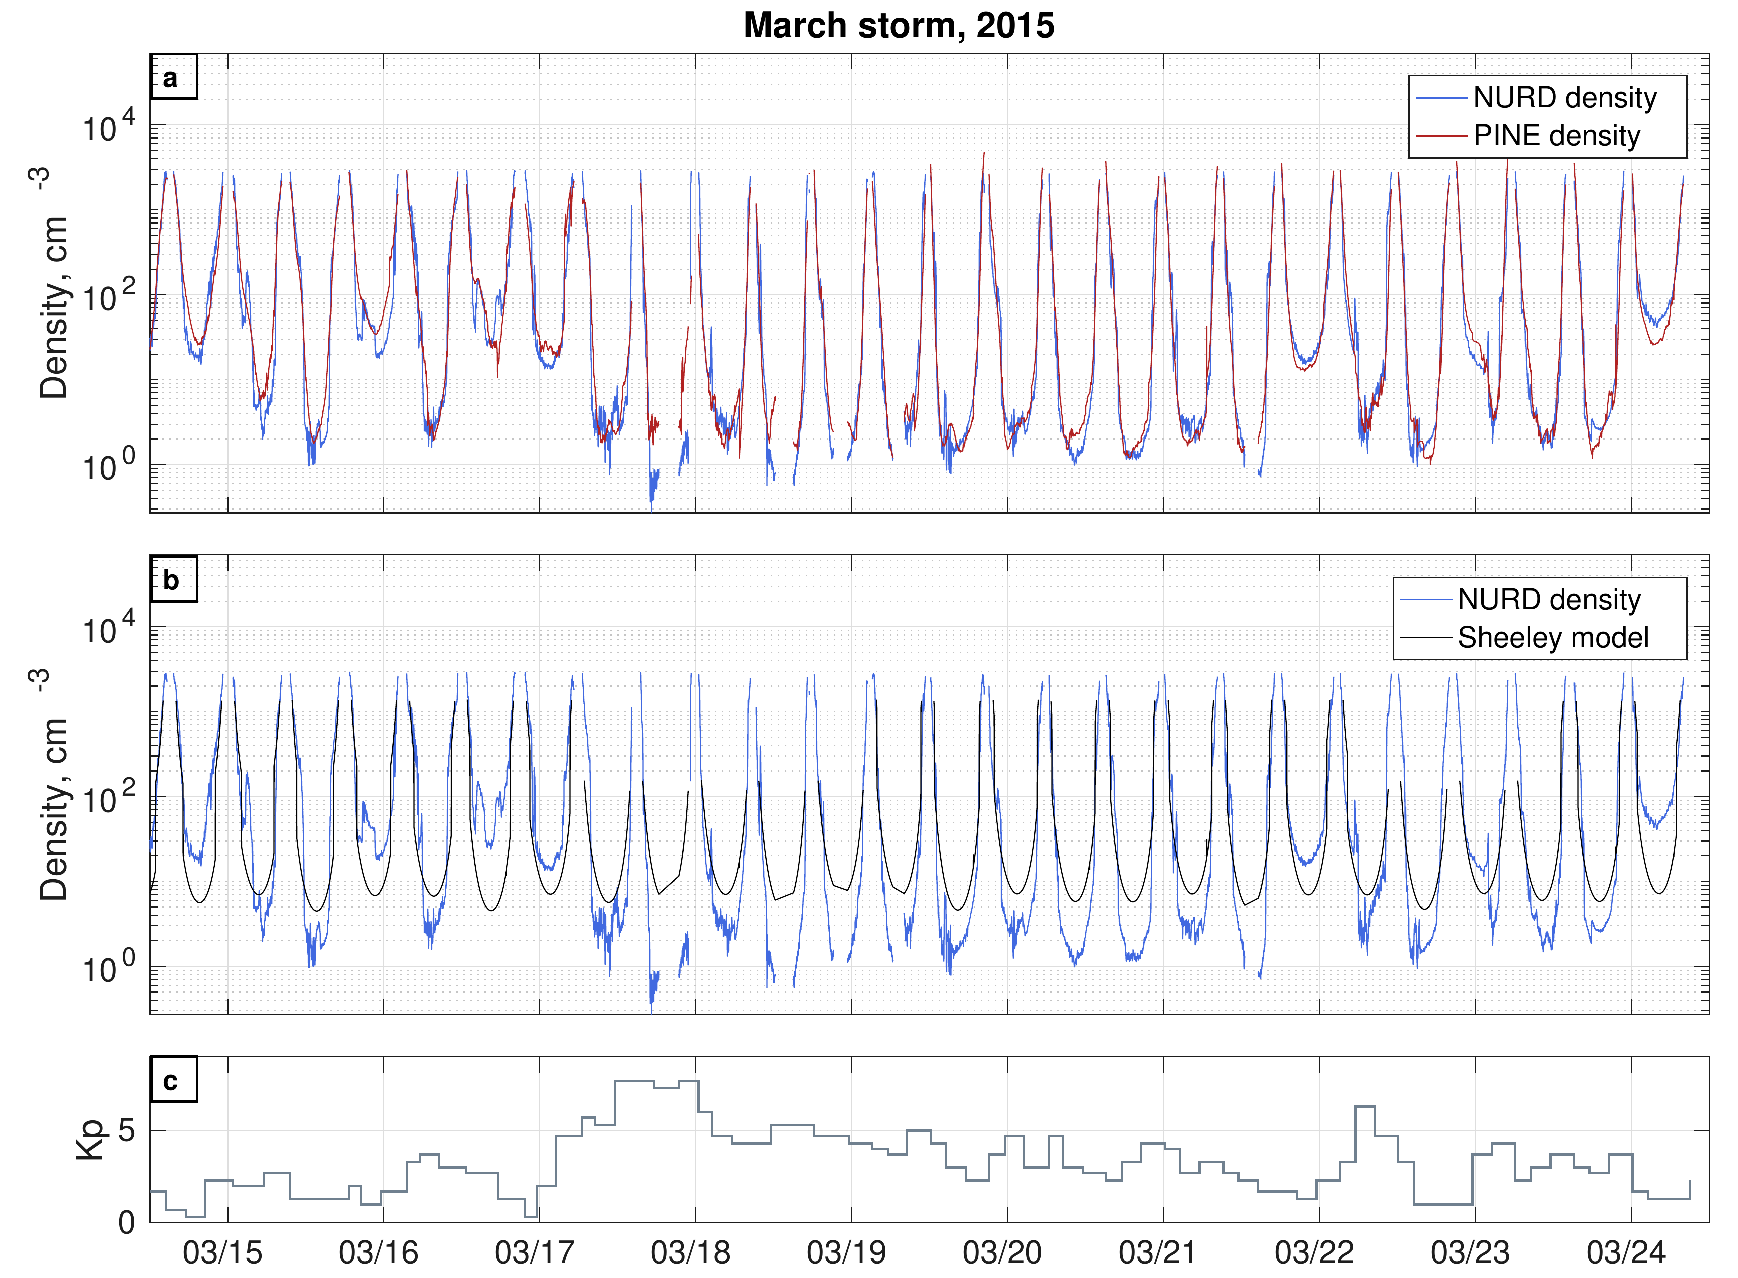 March storm, 2015
a
NURD density
PINE density
10^4
10^2
10^0
Density, cm^-3
b
NURD density
Sheeley model
10^4
10^2
10^0
Density, cm^-3
c
5
0
Kp
03/15 03/16 03/17 03/18 03/19 03/20 03/21 03/22 03/23 03/24